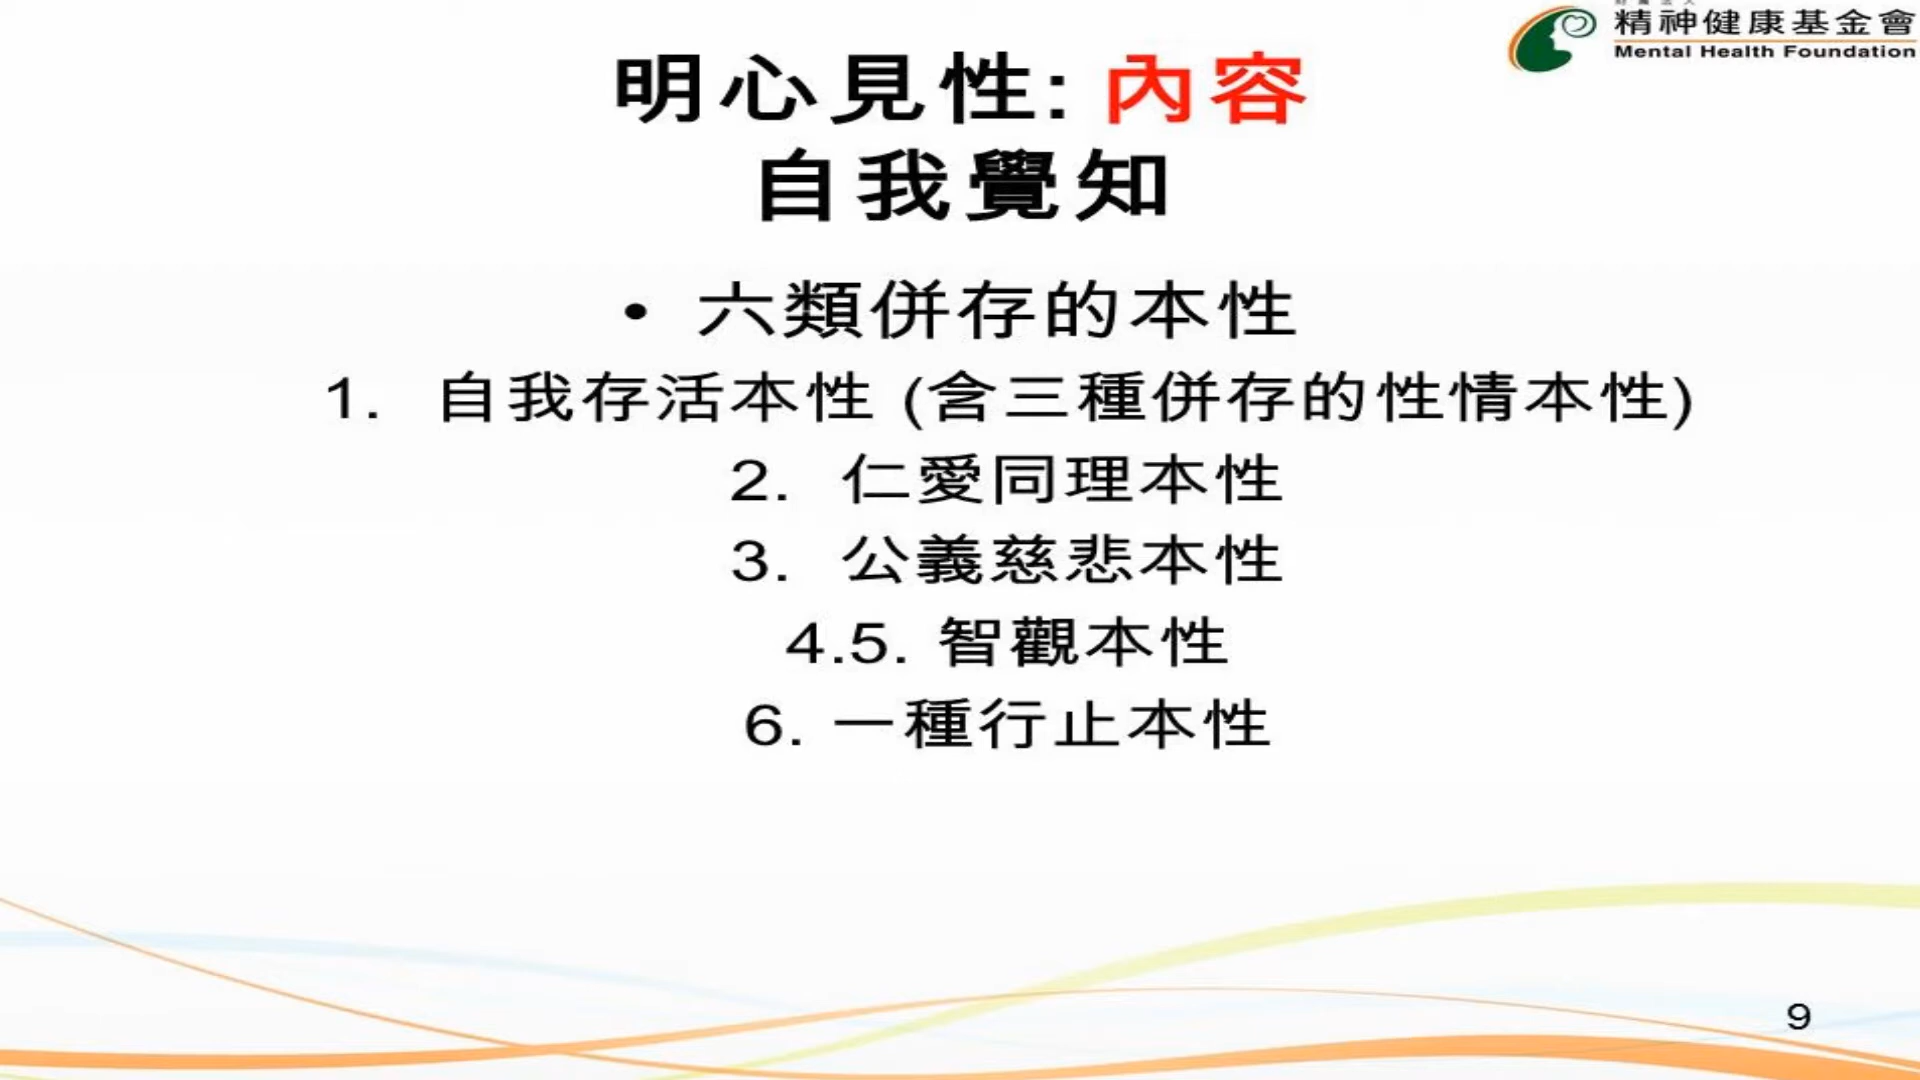 精神健康基金會
Mental Health Foundation
明心見性: 內容
自我覺知
• 六類併存的本性
1. 自我存活本性 (含三種併存的性情本性)
2. 仁愛同理本性
3. 公義慈悲本性
4.5. 智觀本性
6. 一種行止本性
9